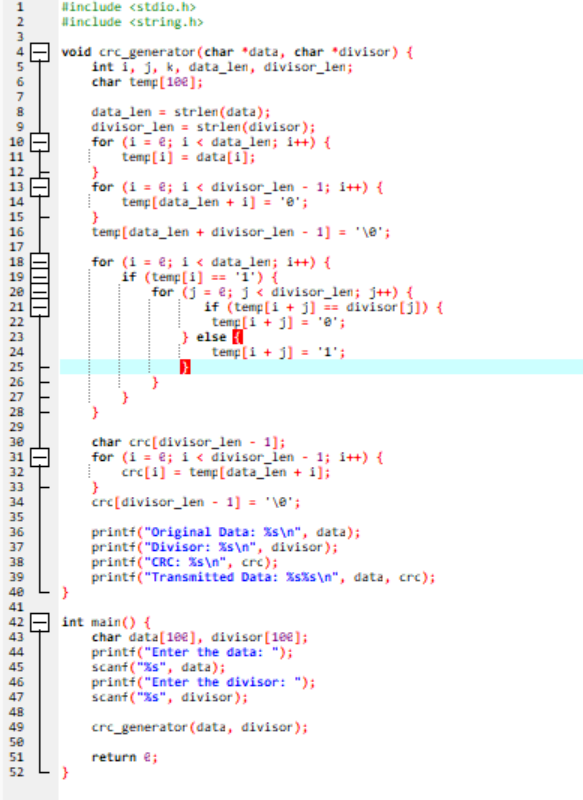 1 #include <stdio.h>
2 #include <string.h>
3
4 void crc_generator(char *data, char *divisor) {
5     int i, j, k, data_len, divisor_len;
6     char temp[100];
7
8     data_len = strlen(data);
9     divisor_len = strlen(divisor);
10     for (i = 0; i < data_len; i++) {
11         temp[i] = data[i];
12     }
13     for (i = 0; i < divisor_len - 1; i++) {
14         temp[data_len + i] = '0';
15     }
16     temp[data_len + divisor_len - 1] = '\0';
17
18     for (i = 0; i < data_len; i++) {
19         if (temp[i] == '1') {
20             for (j = 0; j < divisor_len; j++) {
21                 if (temp[i + j] == divisor[j]) {
22                     temp[i + j] = '0';
23                 } else {
24                     temp[i + j] = '1';
25                 }
26             }
27         }
28     }
29
30     char crc[divisor_len - 1];
31     for (i = 0; i < divisor_len - 1; i++) {
32         crc[i] = temp[data_len + i];
33     }
34     crc[divisor_len - 1] = '\0';
35
36     printf("Original Data: %s\n", data);
37     printf("Divisor: %s\n", divisor);
38     printf("CRC: %s\n", crc);
39     printf("Transmitted Data: %s%s\n", data, crc);
40 }
41
42 int main() {
43     char data[100], divisor[100];
44     printf("Enter the data: ");
45     scanf("%s", data);
46     printf("Enter the divisor: ");
47     scanf("%s", divisor);
48
49     crc_generator(data, divisor);
50
51     return 0;
52 }